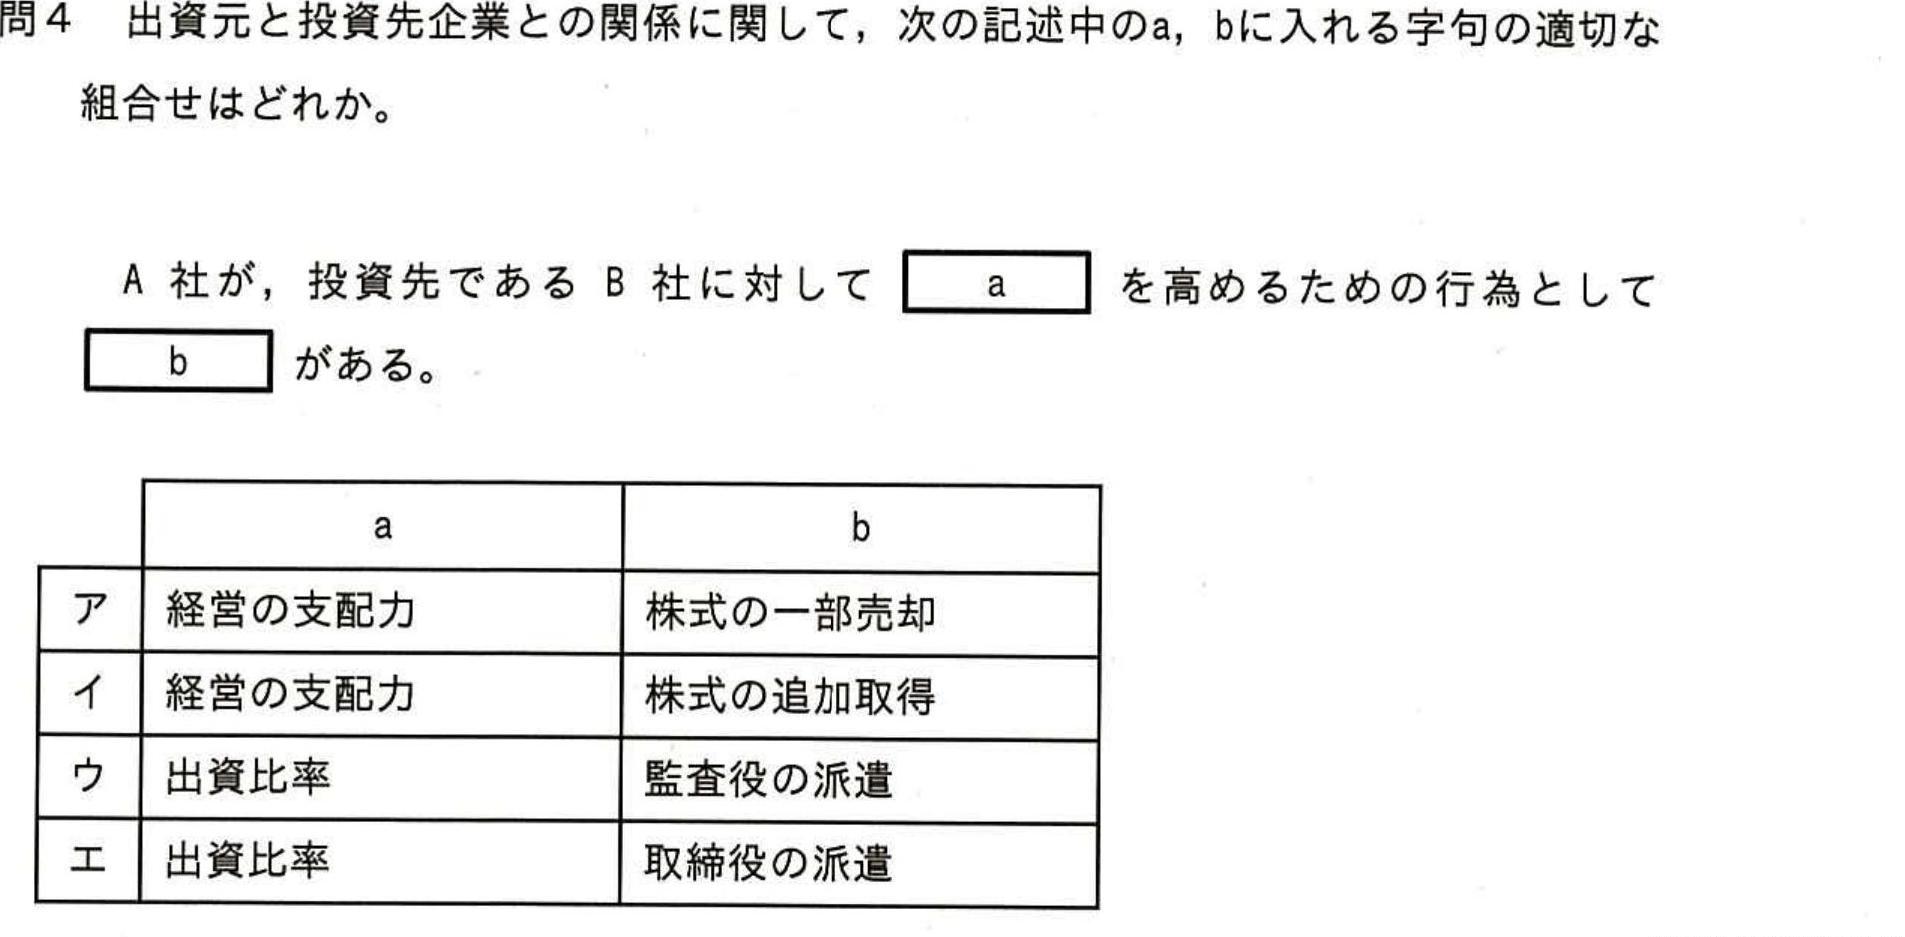 問4 出資元と投資先企業との関係に関して，次の記述中のa，bに入れる字句の適切な
組合せはどれか。
A 社が，投資先である B 社に対して a を高めるための行為として
b がある。
a b
ア 経営の支配力 株式の一部売却
イ 経営の支配力 株式の追加取得
ウ 出資比率 監査役の派遣
エ 出資比率 取締役の派遣